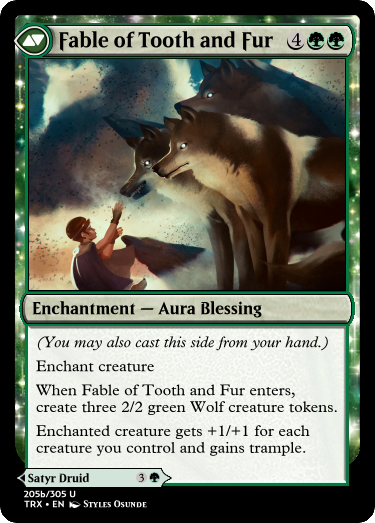 Fable of Tooth and Fur 4
Enchantment — Aura Blessing
(You may also cast this side from your hand.)
Enchant creature
When Fable of Tooth and Fur enters,
create three 2/2 green Wolf creature tokens.
Enchanted creature gets +1/+1 for each
creature you control and gains trample.
Satyr Druid 3
205b/305 U
TRX • EN Styles Osunde